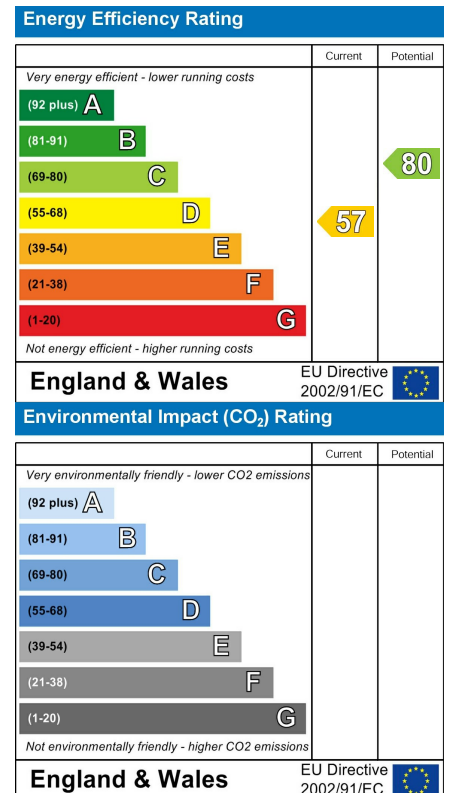 Energy Efficiency Rating
Current Potential
Very energy efficient - lower running costs
(92 plus) A
(81-91) B
(69-80) C
80
(55-68) D
57
(39-54) E
(21-38) F
(1-20) G
Not energy efficient - higher running costs
England & Wales
EU Directive
2002/91/EC
Environmental Impact (CO₂) Rating
Current Potential
Very environmentally friendly - lower CO2 emissions
(92 plus) A
(81-91) B
(69-80) C
(55-68) D
(39-54) E
(21-38) F
(1-20) G
Not environmentally friendly - higher CO2 emissions
England & Wales
EU Directive
2002/91/EC